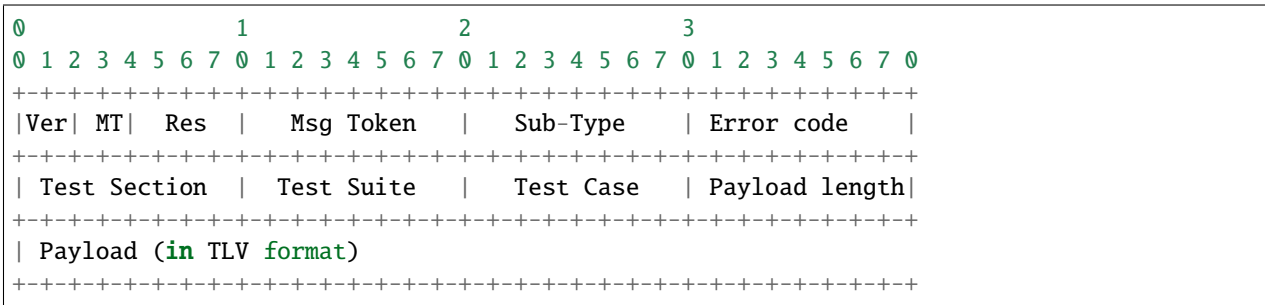 0                   1                   2                   3
0 1 2 3 4 5 6 7 0 1 2 3 4 5 6 7 0 1 2 3 4 5 6 7 0 1 2 3 4 5 6 7 0
+-+-+-+-+-+-+-+-+-+-+-+-+-+-+-+-+-+-+-+-+-+-+-+-+-+-+-+-+-+-+-+-+
|Ver| MT|  Res  |   Msg Token   |   Sub-Type    | Error code    |
+-+-+-+-+-+-+-+-+-+-+-+-+-+-+-+-+-+-+-+-+-+-+-+-+-+-+-+-+-+-+-+-+
| Test Section  |  Test Suite   |   Test Case   | Payload length|
+-+-+-+-+-+-+-+-+-+-+-+-+-+-+-+-+-+-+-+-+-+-+-+-+-+-+-+-+-+-+-+-+
| Payload (in TLV format)
+-+-+-+-+-+-+-+-+-+-+-+-+-+-+-+-+-+-+-+-+-+-+-+-+-+-+-+-+-+-+-+-+